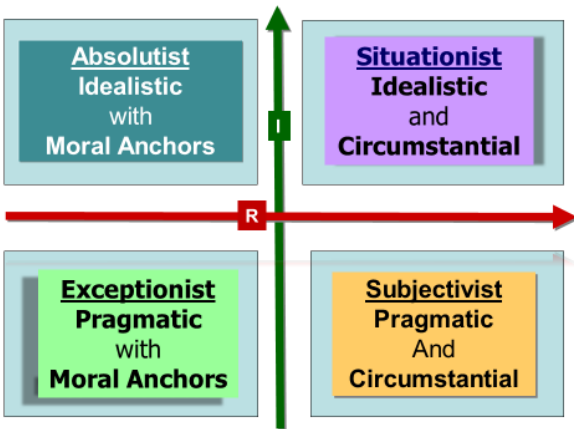 Absolutist
Idealistic
with
Moral Anchors
Situationist
Idealistic
and
Circumstantial
I
R
Exceptionist
Pragmatic
with
Moral Anchors
Subjectivist
Pragmatic
And
Circumstantial